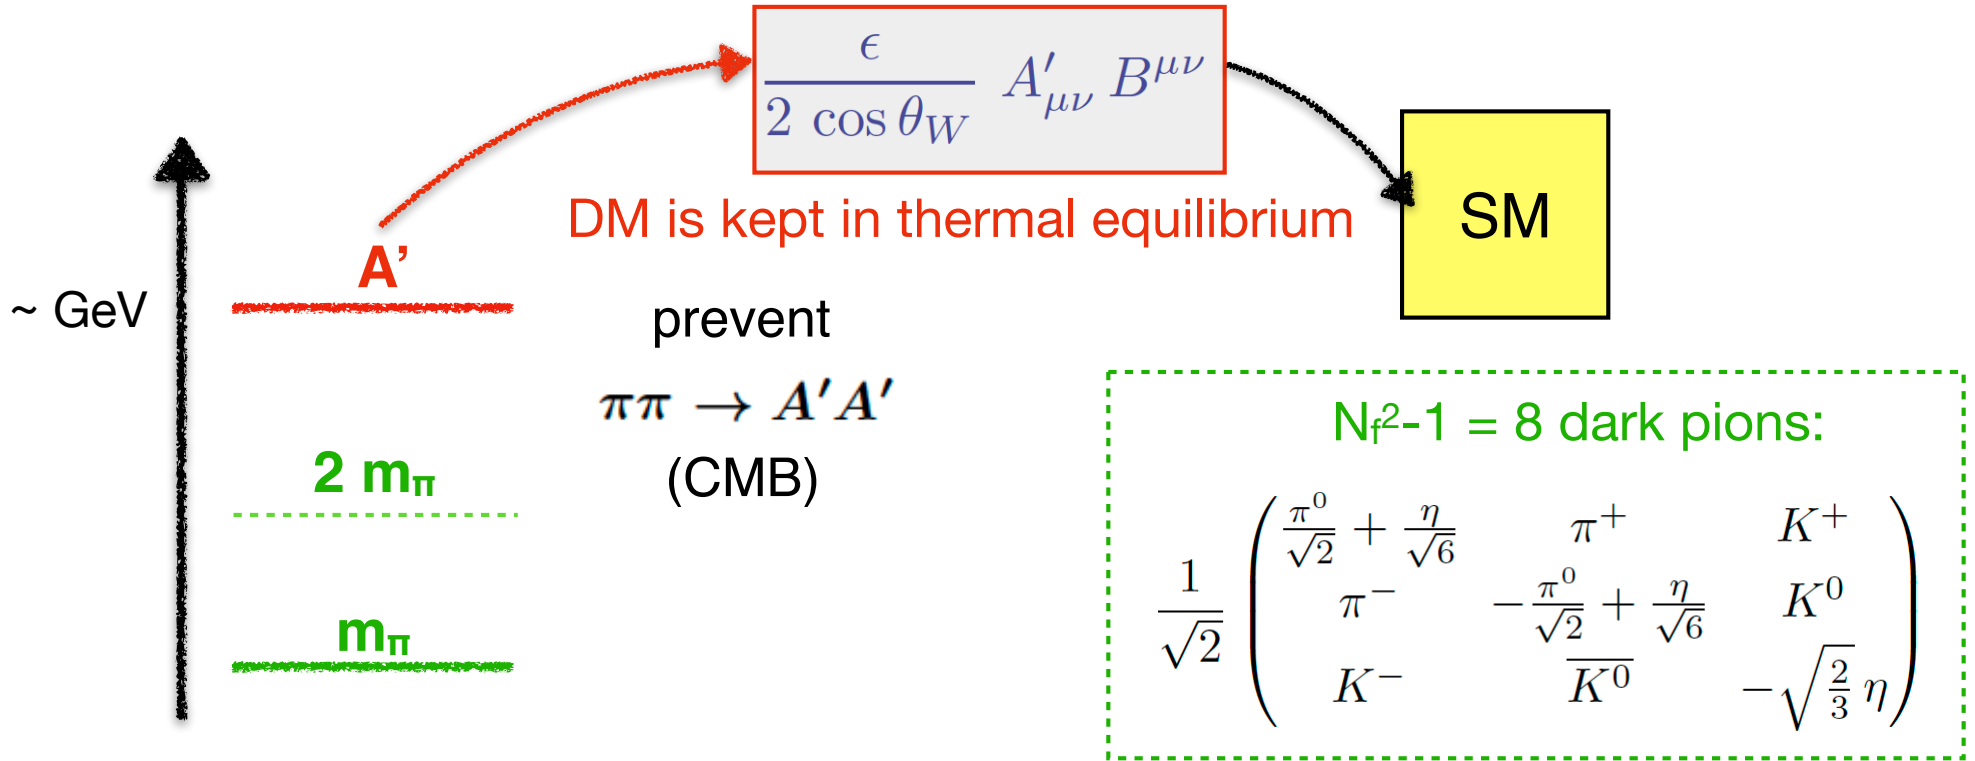 ϵ / 2 cos θ_W A′_μν B^μν
SM
DM is kept in thermal equilibrium
A’
~ GeV
prevent
ππ → A′A′
(CMB)
2 mπ
mπ
N_f²-1 = 8 dark pions:
1/√2 ( π⁰/√2 + η/√6 π⁺ K⁺
π⁻ −π⁰/√2 + η/√6 K⁰
K⁻ K̅⁰ −√(2/3) η )